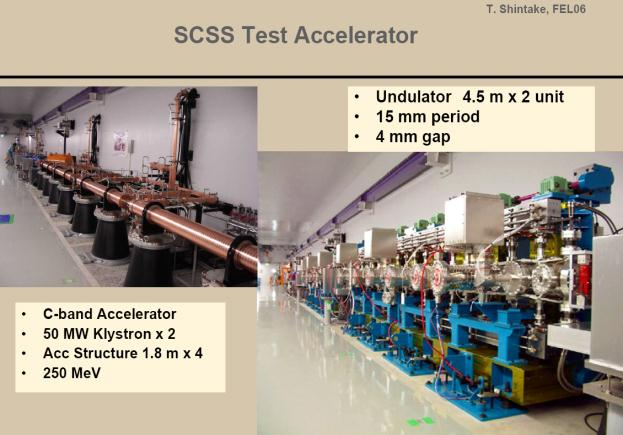 T. Shintake, FEL06
SCSS Test Accelerator
• Undulator 4.5 m x 2 unit
• 15 mm period
• 4 mm gap
• C-band Accelerator
• 50 MW Klystron x 2
• Acc Structure 1.8 m x 4
• 250 MeV